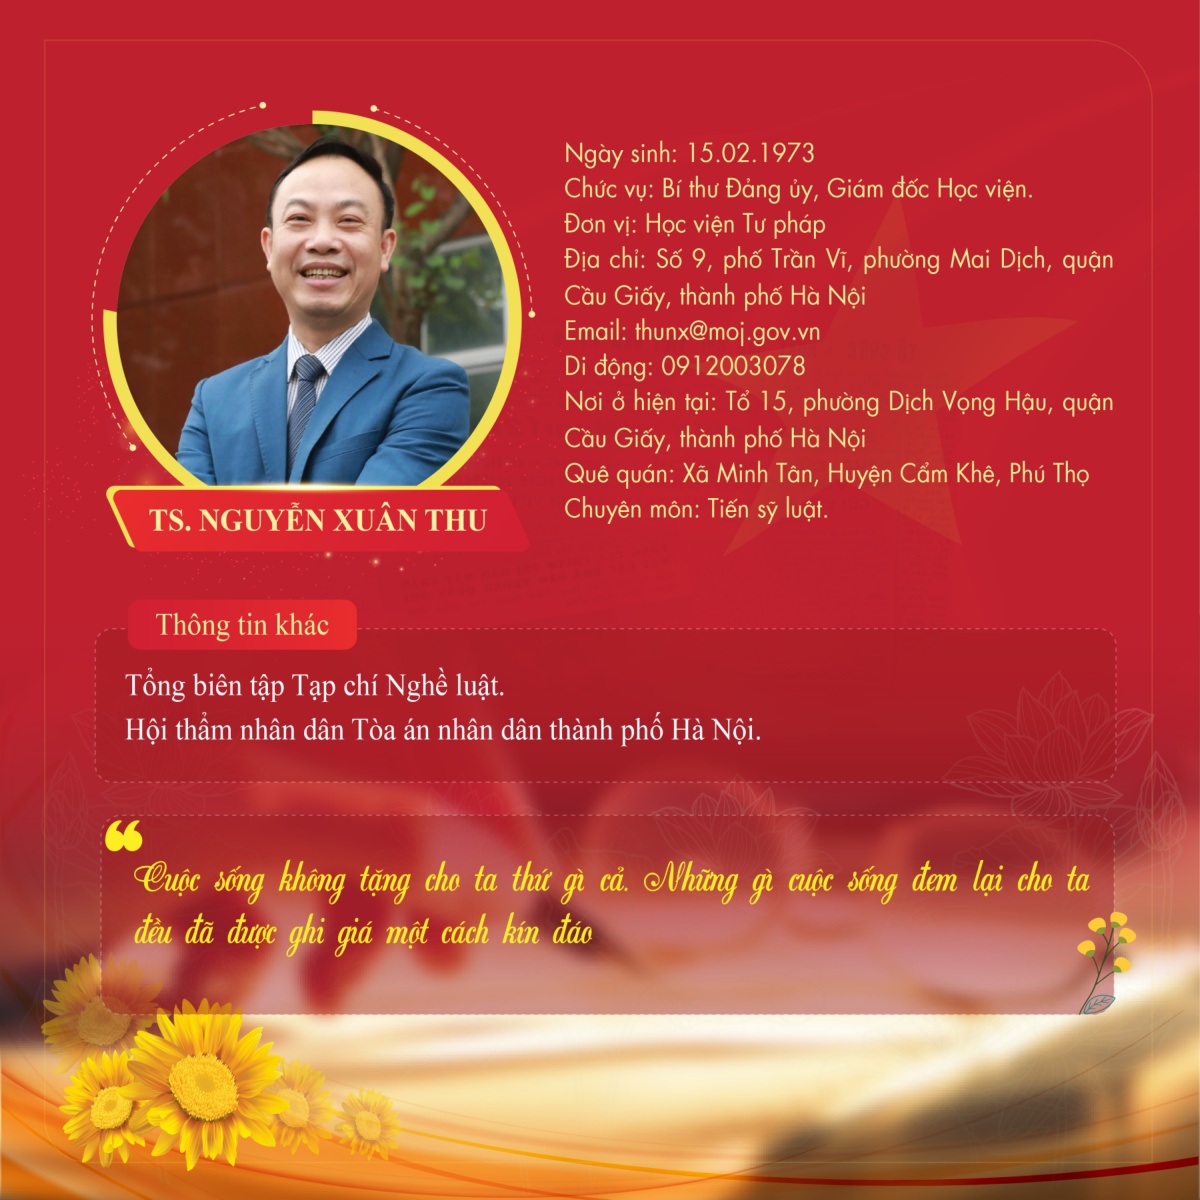 Ngày sinh: 15.02.1973
Chức vụ: Bí thư Đảng ủy, Giám đốc Học viện.
Đơn vị: Học viện Tư pháp
Địa chỉ: Số 9, phố Trần Vĩ, phường Mai Dịch, quận
Cầu Giấy, thành phố Hà Nội
Email: thunx@moj.gov.vn
Di động: 0912003078
Nơi ở hiện tại: Tổ 15, phường Dịch Vọng Hậu, quận
Cầu Giấy, thành phố Hà Nội
Quê quán: Xã Minh Tân, Huyện Cẩm Khê, Phú Thọ
Chuyên môn: Tiến sỹ luật.
TS. NGUYỄN XUÂN THU
Thông tin khác
Tổng biên tập Tạp chí Nghề luật.
Hội thẩm nhân dân Tòa án nhân dân thành phố Hà Nội.
“
Cuộc sống không tặng cho ta thứ gì cả. Những gì cuộc sống đem lại cho ta
đều đã được ghi giá một cách kín đáo